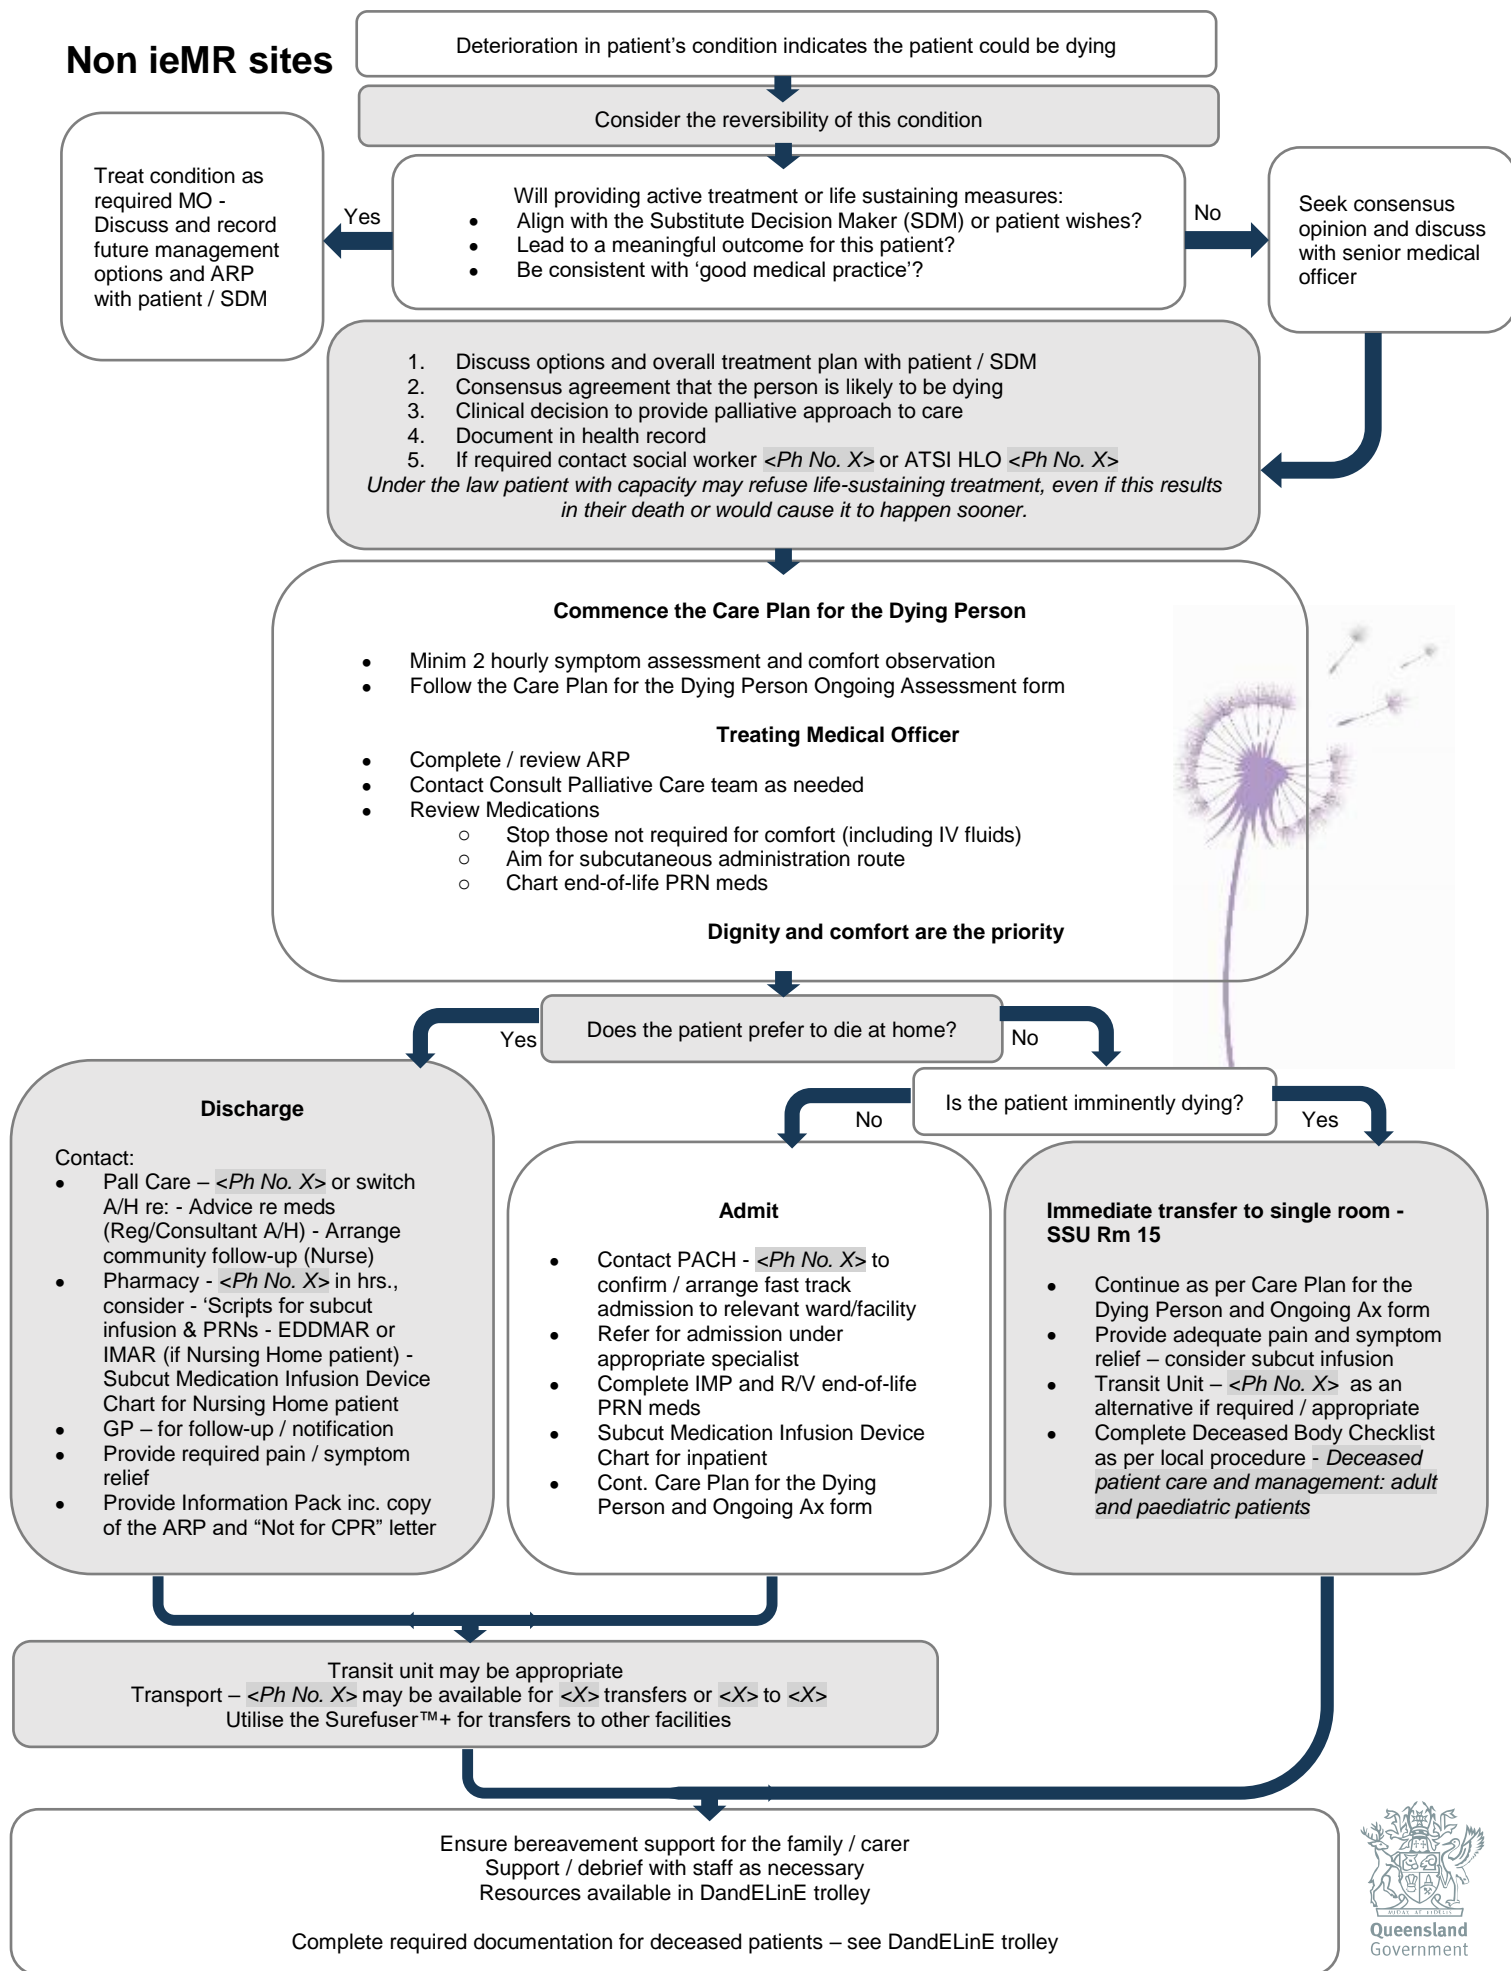 Non ieMR sites
Deterioration in patient's condition indicates the patient could be dying
Consider the reversibility of this condition
Treat condition as
required MO -
Discuss and record
future management
options and ARP
with patient / SDM
Yes
Will providing active treatment or life sustaining measures:
• Align with the Substitute Decision Maker (SDM) or patient wishes?
• Lead to a meaningful outcome for this patient?
• Be consistent with ‘good medical practice’?
No
Seek consensus
opinion and discuss
with senior medical
officer
1. Discuss options and overall treatment plan with patient / SDM
2. Consensus agreement that the person is likely to be dying
3. Clinical decision to provide palliative approach to care
4. Document in health record
5. If required contact social worker <Ph No. X> or ATSI HLO <Ph No. X>
Under the law patient with capacity may refuse life-sustaining treatment, even if this results
in their death or would cause it to happen sooner.
Commence the Care Plan for the Dying Person
• Minim 2 hourly symptom assessment and comfort observation
• Follow the Care Plan for the Dying Person Ongoing Assessment form
Treating Medical Officer
• Complete / review ARP
• Contact Consult Palliative Care team as needed
• Review Medications
○ Stop those not required for comfort (including IV fluids)
○ Aim for subcutaneous administration route
○ Chart end-of-life PRN meds
Dignity and comfort are the priority
Does the patient prefer to die at home?
Yes
No
Is the patient imminently dying?
No
Yes
Discharge
Contact:
• Pall Care – <Ph No. X> or switch
A/H re: - Advice re meds
(Reg/Consultant A/H) - Arrange
community follow-up (Nurse)
• Pharmacy - <Ph No. X> in hrs.,
consider - ‘Scripts for subcut
infusion & PRNs - EDDMAR or
IMAR (if Nursing Home patient) -
Subcut Medication Infusion Device
Chart for Nursing Home patient
• GP – for follow-up / notification
• Provide required pain / symptom
relief
• Provide Information Pack inc. copy
of the ARP and “Not for CPR” letter
Admit
• Contact PACH - <Ph No. X> to
confirm / arrange fast track
admission to relevant ward/facility
• Refer for admission under
appropriate specialist
• Complete IMP and R/V end-of-life
PRN meds
• Subcut Medication Infusion Device
Chart for inpatient
• Cont. Care Plan for the Dying
Person and Ongoing Ax form
Immediate transfer to single room -
SSU Rm 15
• Continue as per Care Plan for the
Dying Person and Ongoing Ax form
• Provide adequate pain and symptom
relief – consider subcut infusion
• Transit Unit – <Ph No. X> as an
alternative if required / appropriate
• Complete Deceased Body Checklist
as per local procedure - Deceased
patient care and management: adult
and paediatric patients
Transit unit may be appropriate
Transport – <Ph No. X> may be available for <X> transfers or <X> to <X>
Utilise the Surefuser™+ for transfers to other facilities
Ensure bereavement support for the family / carer
Support / debrief with staff as necessary
Resources available in DandELinE trolley
Complete required documentation for deceased patients – see DandELinE trolley
Queensland
Government